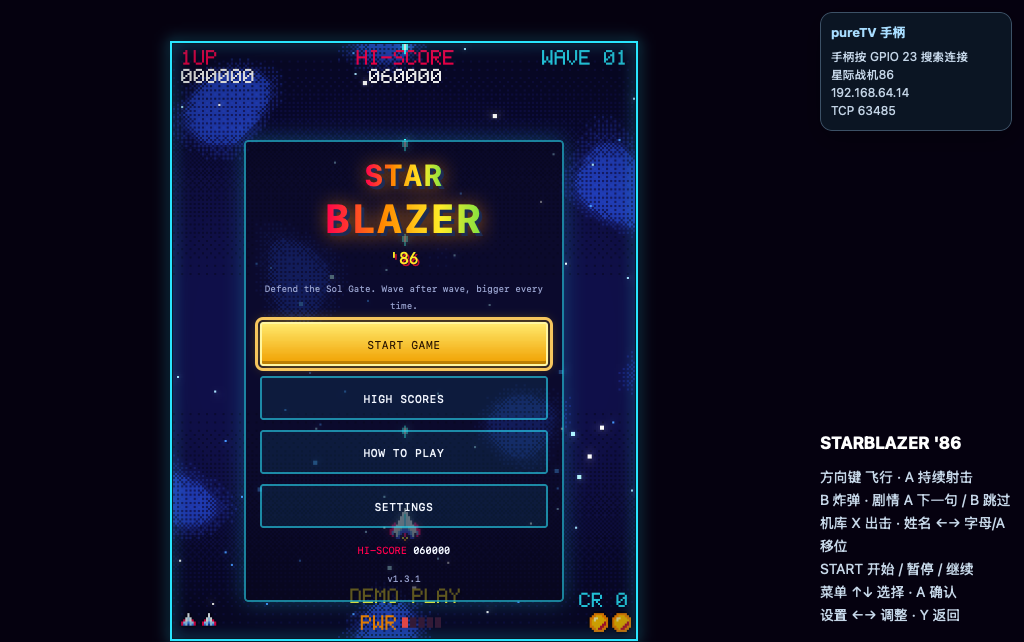 1UP HI-SCORE WAVE 01
000000 060000
STAR
BLAZER
'86
Defend the Sol Gate. Wave after wave, bigger every
time.
START GAME
HIGH SCORES
HOW TO PLAY
SETTINGS
HI-SCORE 060000
v1.3.1
DEMO PLAY
CR 0
PWR
pureTV 手柄
手柄按 GPIO 23 搜索连接
星际战机86
192.168.64.14
TCP 63485
STARBLAZER '86
方向键 飞行 · A 持续射击
B 炸弹 · 剧情 A 下一句 / B 跳过
机库 X 出击 · 姓名 ←→ 字母/A
移位
START 开始 / 暂停 / 继续
菜单 ↑↓ 选择 · A 确认
设置 ←→ 调整 · Y 返回